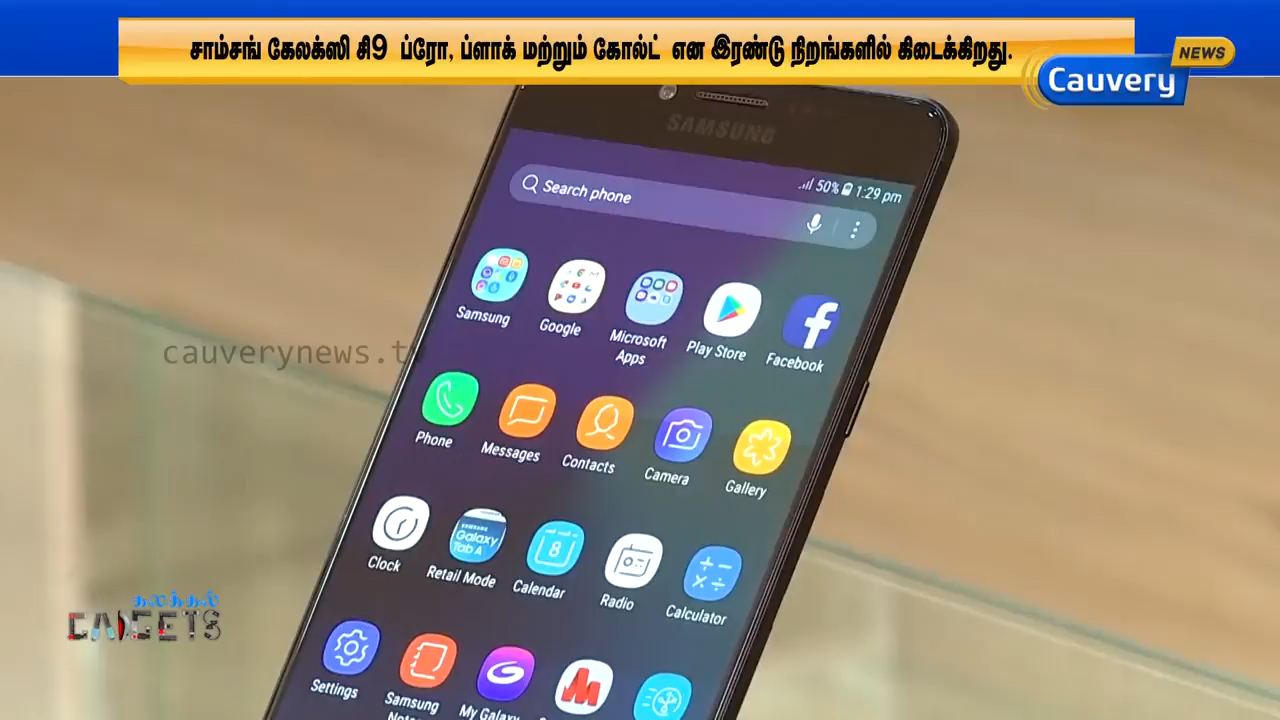 சாம்சங் கேலக்ஸி சி9 ப்ரோ, ப்ளாக் மற்றும் கோல்ட் என இரண்டு நிறங்களில் கிடைக்கிறது.
NEWS
Cauvery
SAMSUNG
50% 1:29 pm
Search phone
Samsung
Google
Microsoft Apps
Play Store
Facebook
cauverynews.t
Phone
Messages
Contacts
Camera
Gallery
Clock
SAMSUNG Galaxy Tab A
Retail Mode
8
Calendar
Radio
Calculator
கலக்கல்
GADGETS
Settings
Samsung
My Galaxy